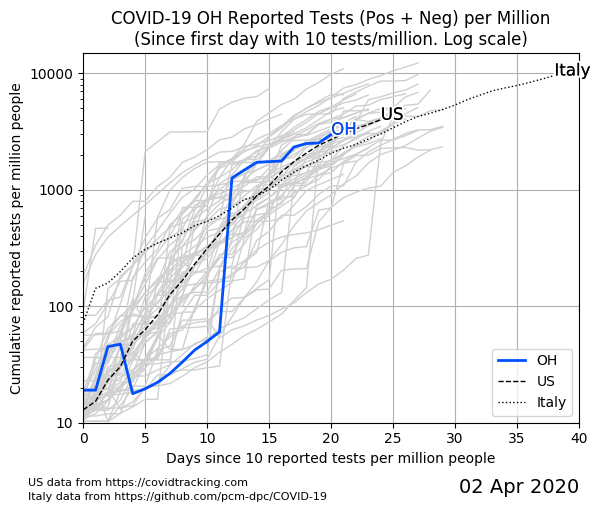 COVID-19 OH Reported Tests (Pos + Neg) per Million
(Since first day with 10 tests/million. Log scale)
Cumulative reported tests per million people
10000
1000
100
10
Italy
US
OH
OH
US
Italy
0 5 10 15 20 25 30 35 40
Days since 10 reported tests per million people
US data from https://covidtracking.com
Italy data from https://github.com/pcm-dpc/COVID-19
02 Apr 2020